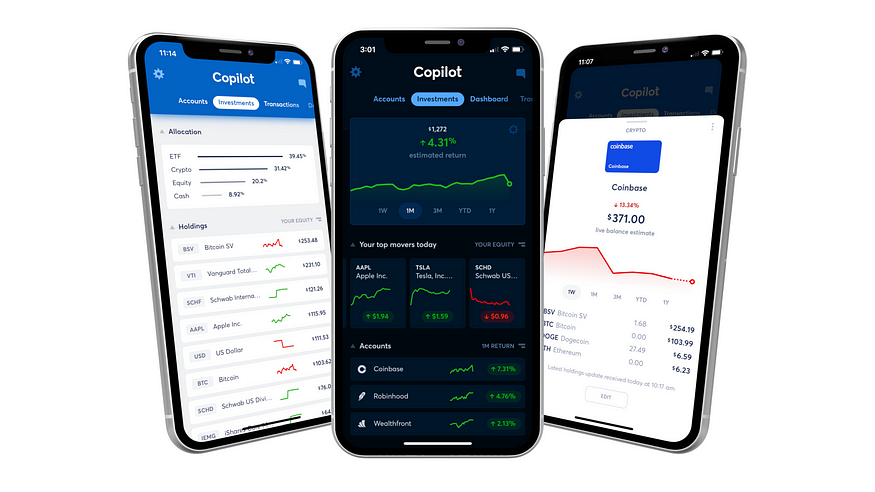 11:14
Copilot
Accounts Investments Transactions
Allocation
ETF 39.45%
Crypto 31.42%
Equity 20.2%
Cash 8.92%
Holdings YOUR EQUITY
BSV Bitcoin SV $253.48
VTI Vanguard Total... $231.10
SCHF Schwab Interna... $121.26
AAPL Apple Inc. $115.95
USD US Dollar $111.53
BTC Bitcoin $103.62
SCHD Schwab US Divi... $76.0
IEMG
3:01
Copilot
Accounts Investments Dashboard Tra
$1,272
↑ 4.31%
estimated return
1W 1M 3M YTD 1Y
Your top movers today YOUR EQUITY
AAPL TSLA SCHD
Apple Inc. Tesla, Inc.... Schwab US...
↑ $1.94 ↑ $1.59 ↓ $0.96
Accounts 1M RETURN
Coinbase ↑ 7.31%
Robinhood ↑ 4.76%
Wealthfront ↑ 2.13%
11:07
Copilot
Accounts Investments
CRYPTO
coinbase
Coinbase
Coinbase
↓ 13.34%
$371.00
live balance estimate
1W 1M 3M YTD 1Y
BSV Bitcoin SV 1.68 $254.19
BTC Bitcoin 0.00 $103.99
DOGE Dogecoin 27.49 $6.59
TH Ethereum 0.00 $6.23
Latest holdings update received today at 10:17 am
EDIT